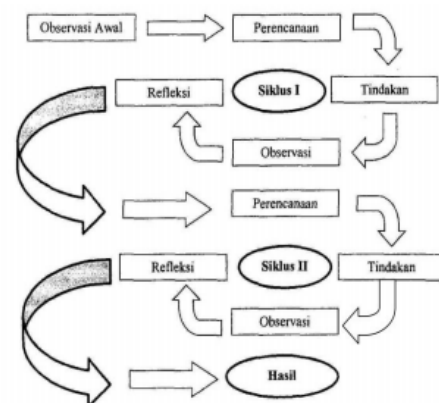 Observasi Awal
Perencanaan
Refleksi
Siklus I
Tindakan
Observasi
Perencanaan
Refleksi
Siklus II
Tindakan
Observasi
Hasil